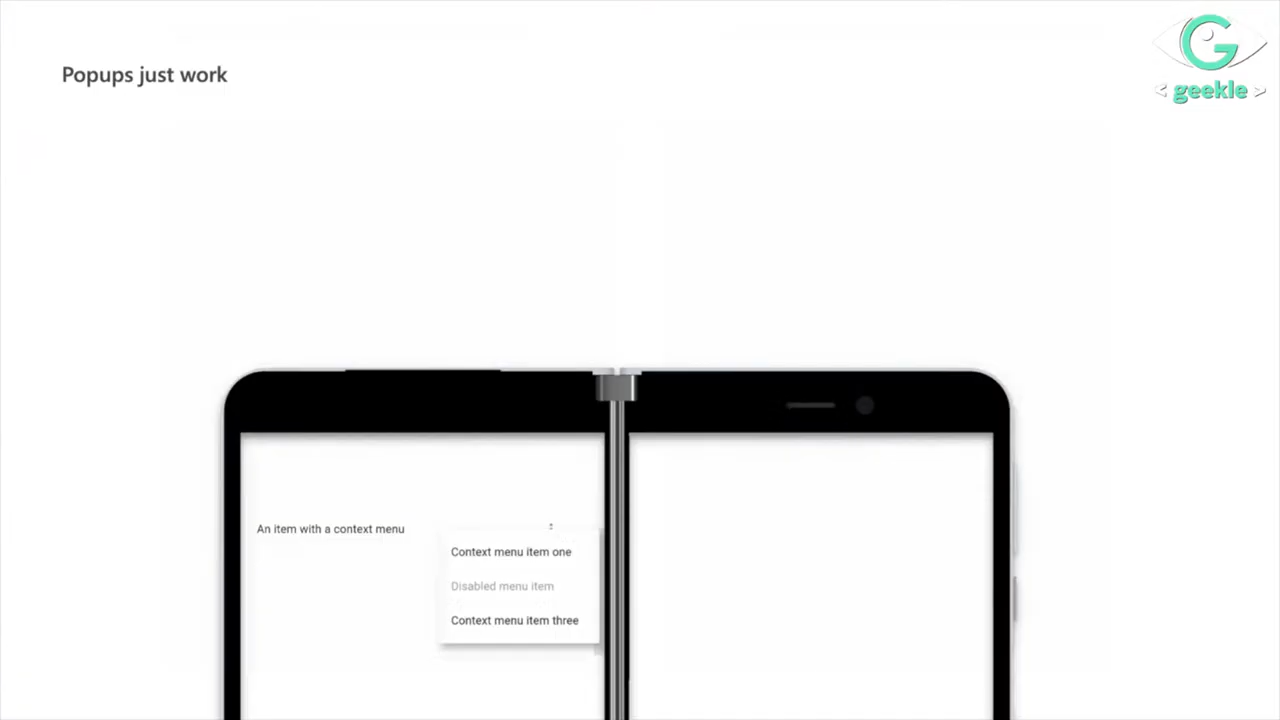 Popups just work
G
< geekle >
An item with a context menu
Context menu item one
Disabled menu item
Context menu item three